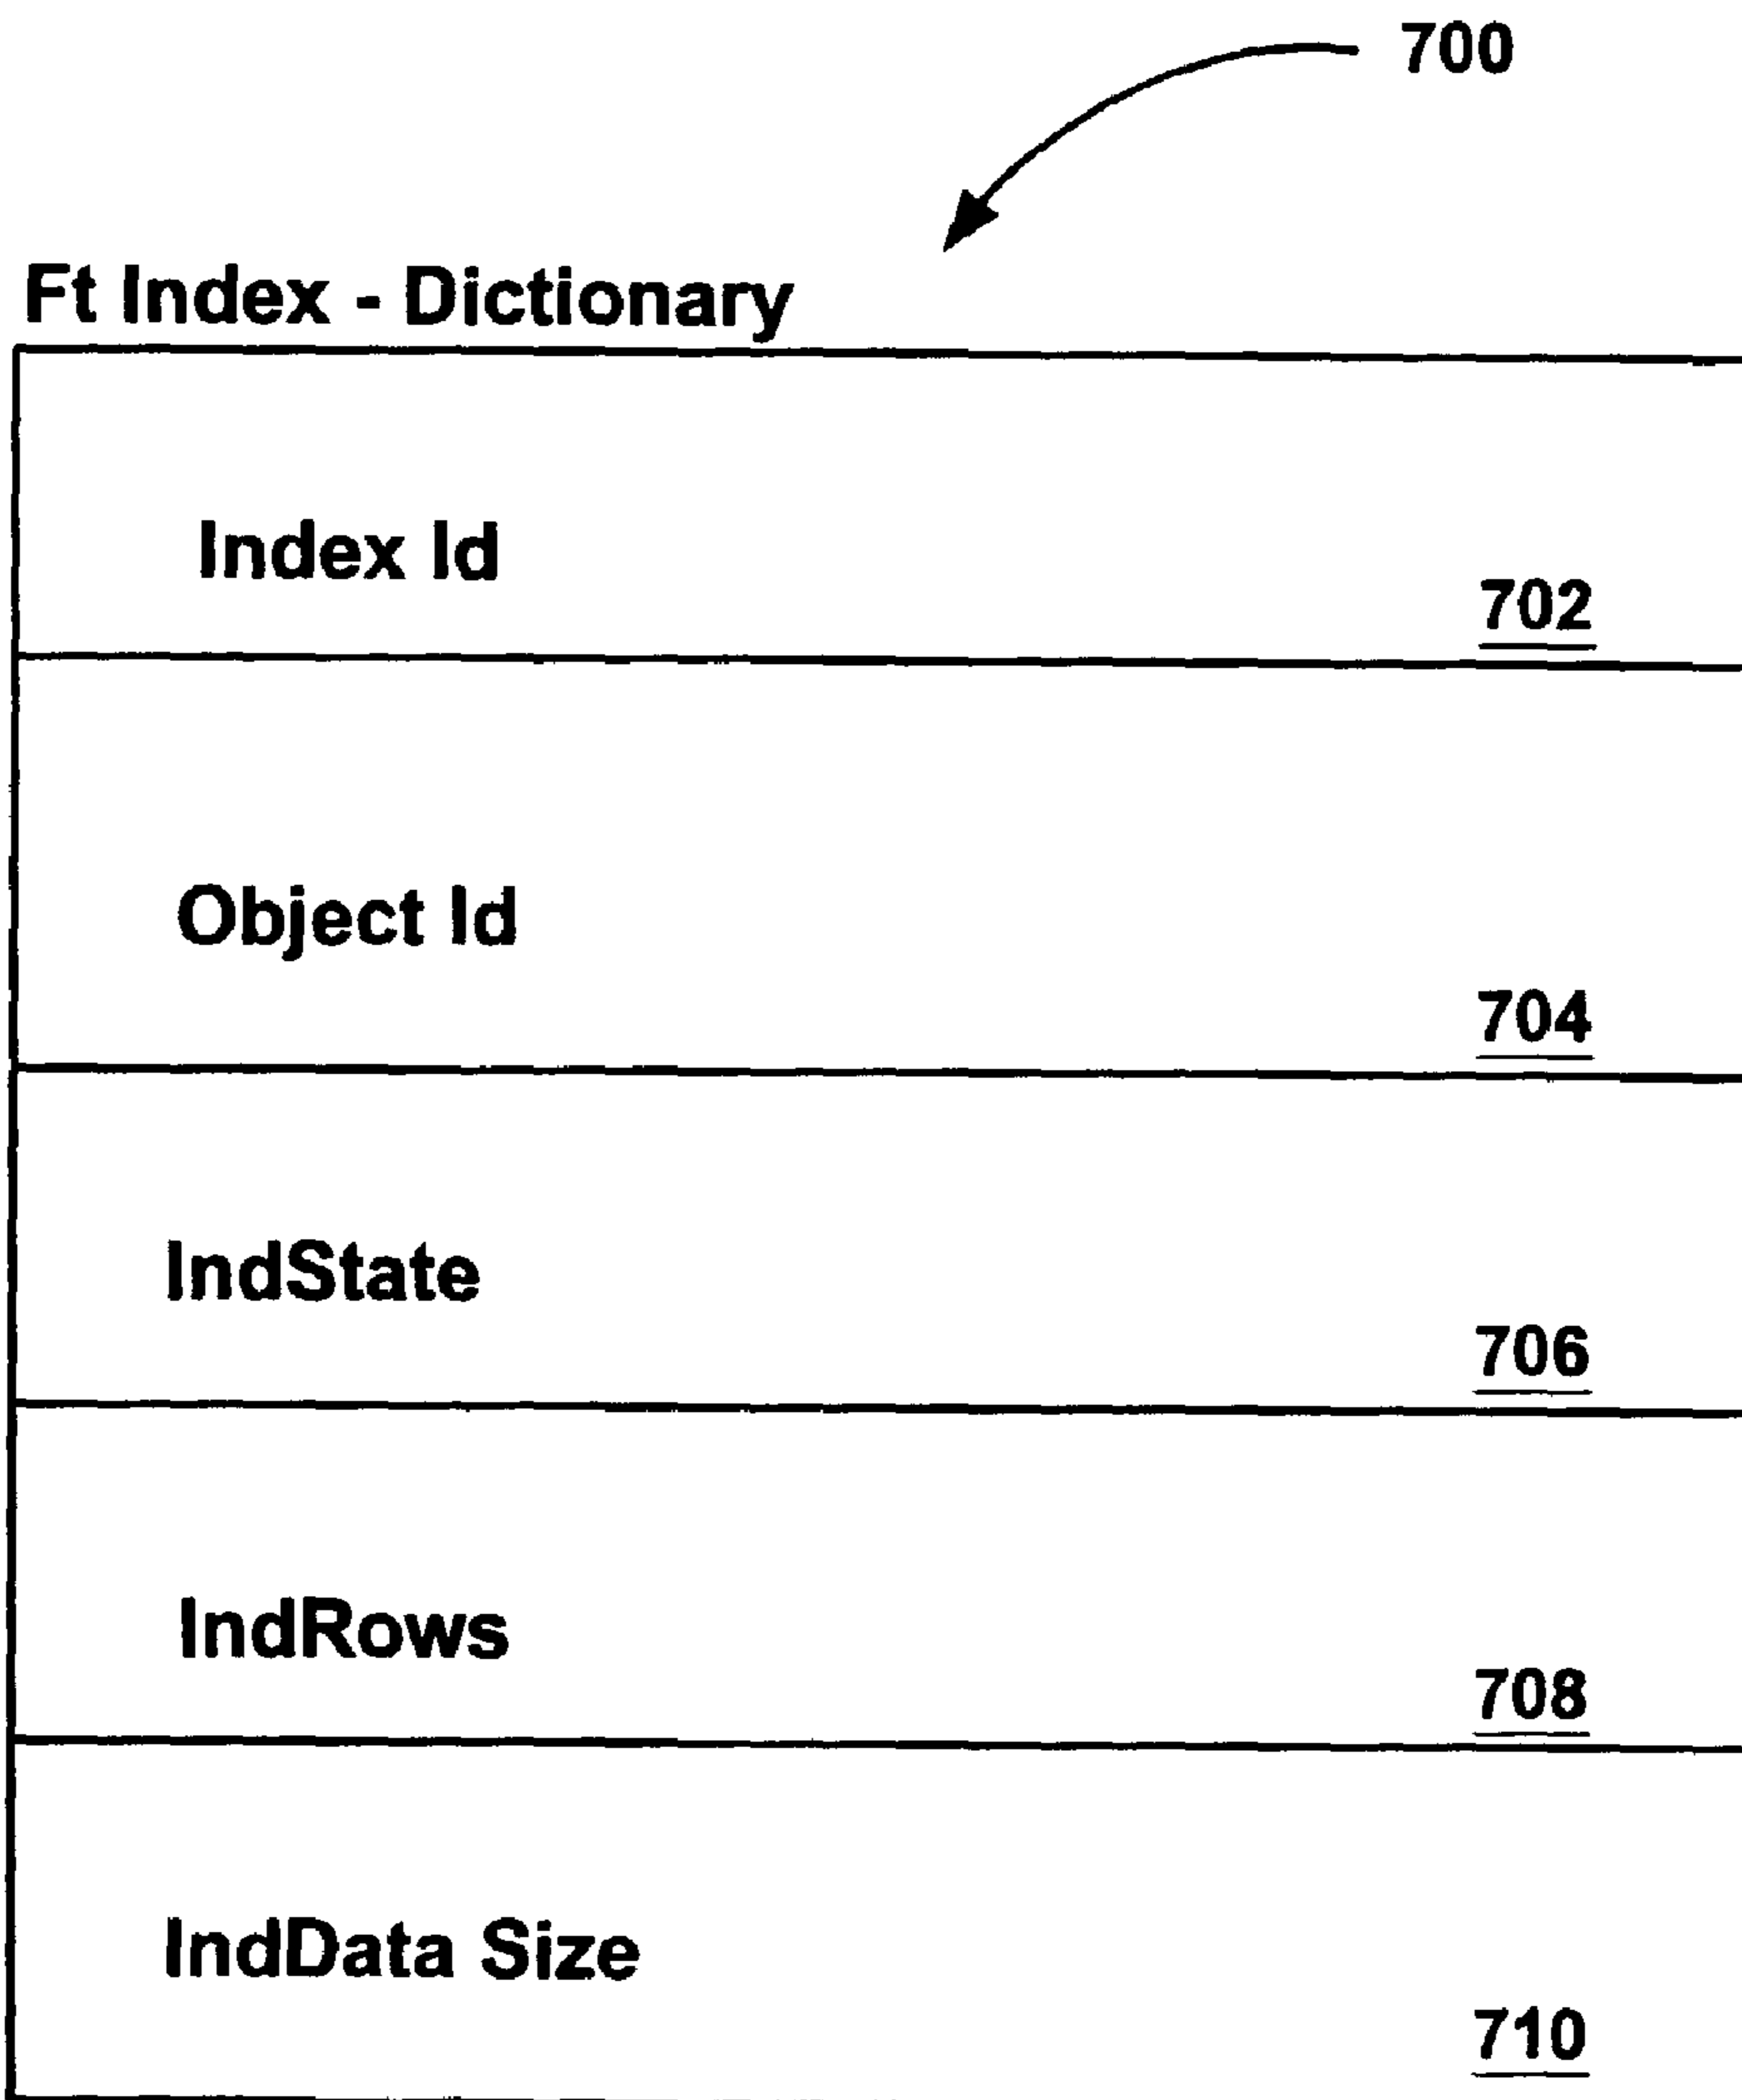 700
Ft Index - Dictionary
Index Id
702
Object Id
704
IndState
706
IndRows
708
IndData Size
710